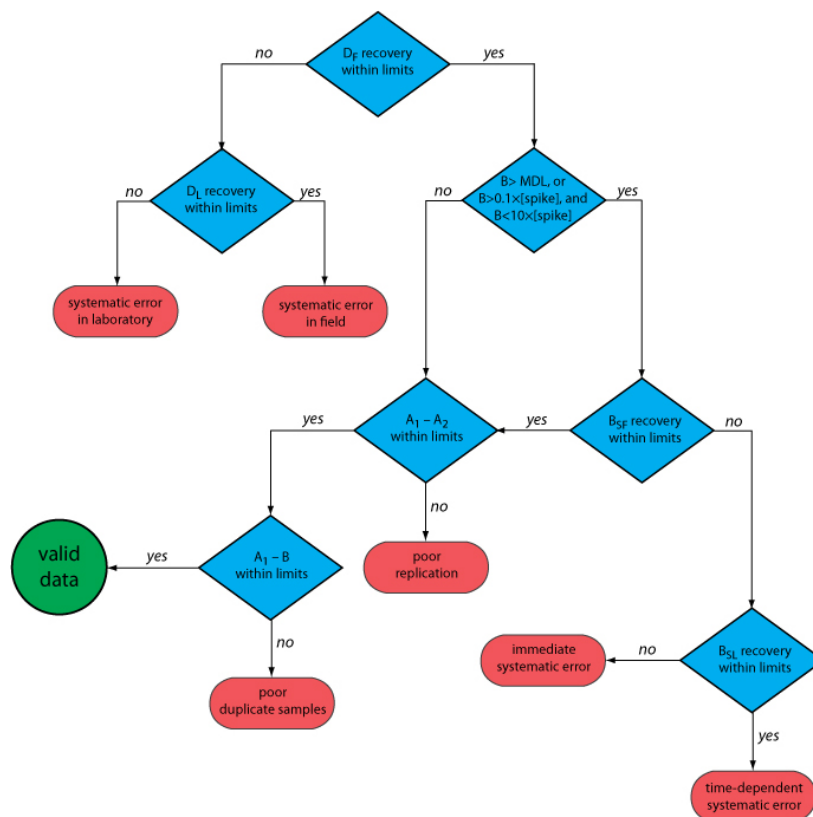 D_F recovery
within limits
no
yes
D_L recovery
within limits
no
yes
B> MDL, or
B>0.1×[spike], and
B<10×[spike]
no
yes
systematic error
in laboratory
systematic error
in field
A₁ – A₂
within limits
yes
yes
no
B_SF recovery
within limits
no
valid
data
yes
A₁ – B
within limits
no
poor
replication
poor
duplicate samples
immediate
systematic error
no
B_SL recovery
within limits
yes
time-dependent
systematic error